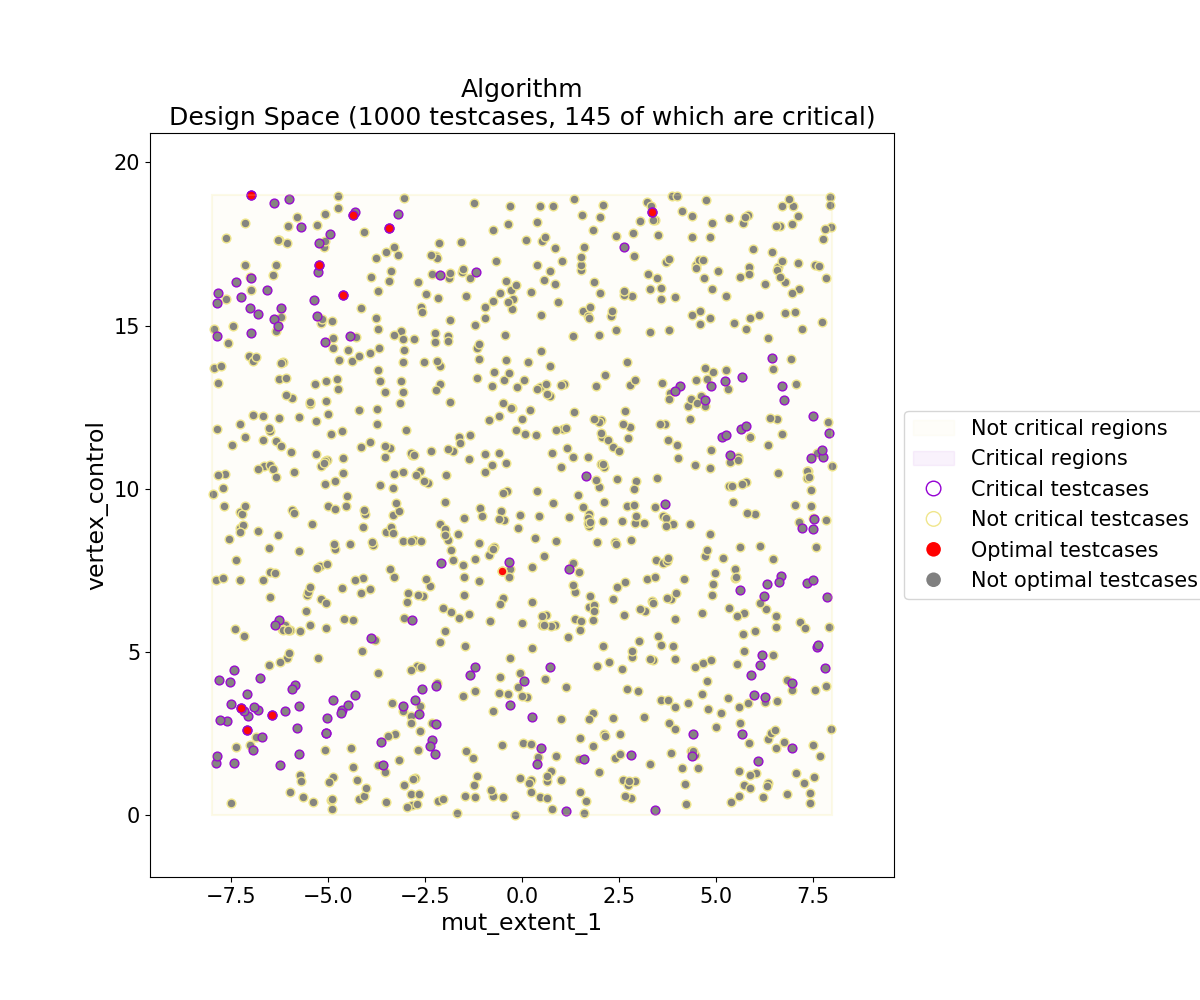 Algorithm
Design Space (1000 testcases, 145 of which are critical)
20
15
10
5
0
vertex_control
−7.5
−5.0
−2.5
0.0
2.5
5.0
7.5
mut_extent_1
Not critical regions
Critical regions
Critical testcases
Not critical testcases
Optimal testcases
Not optimal testcases